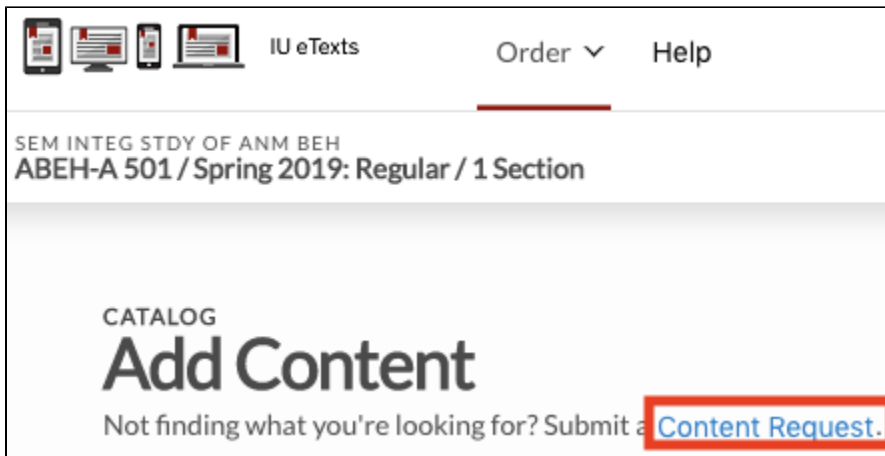 IU eTexts
Order
Help
SEM INTEG STDY OF ANM BEH
ABEH-A 501 / Spring 2019: Regular / 1 Section
CATALOG
Add Content
Not finding what you're looking for? Submit a Content Request.